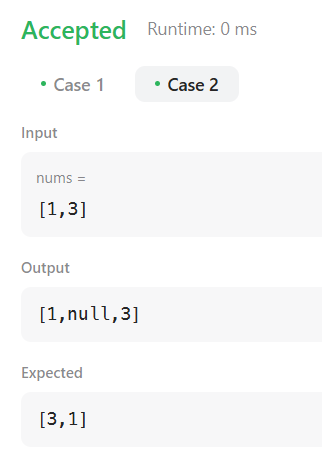 Accepted Runtime: 0 ms
• Case 1 • Case 2
Input
nums =
[1,3]
Output
[1,null,3]
Expected
[3,1]